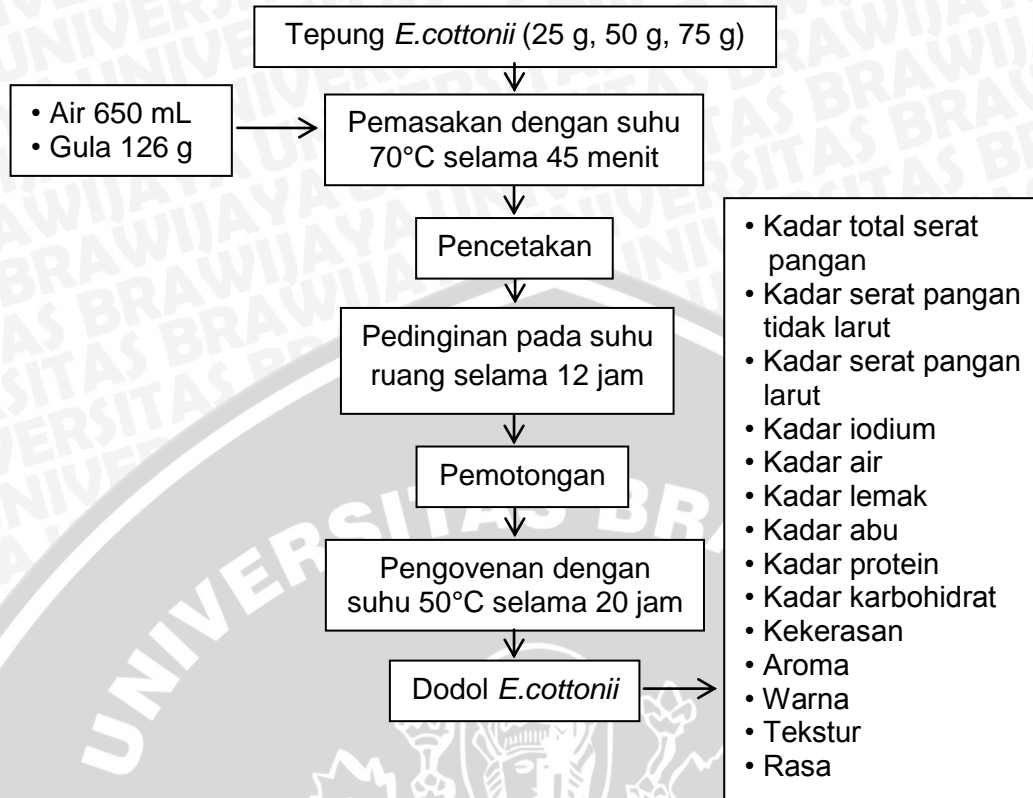 Tepung E.cottonii (25 g, 50 g, 75 g)
• Air 650 mL
• Gula 126 g
Pemasakan dengan suhu
70°C selama 45 menit
Pencetakan
Pedinginan pada suhu
ruang selama 12 jam
Pemotongan
Pengovenan dengan
suhu 50°C selama 20 jam
Dodol E.cottonii
• Kadar total serat
pangan
• Kadar serat pangan
tidak larut
• Kadar serat pangan
larut
• Kadar iodium
• Kadar air
• Kadar lemak
• Kadar abu
• Kadar protein
• Kadar karbohidrat
• Kekerasan
• Aroma
• Warna
• Tekstur
• Rasa
UNIVERSITAS BRA